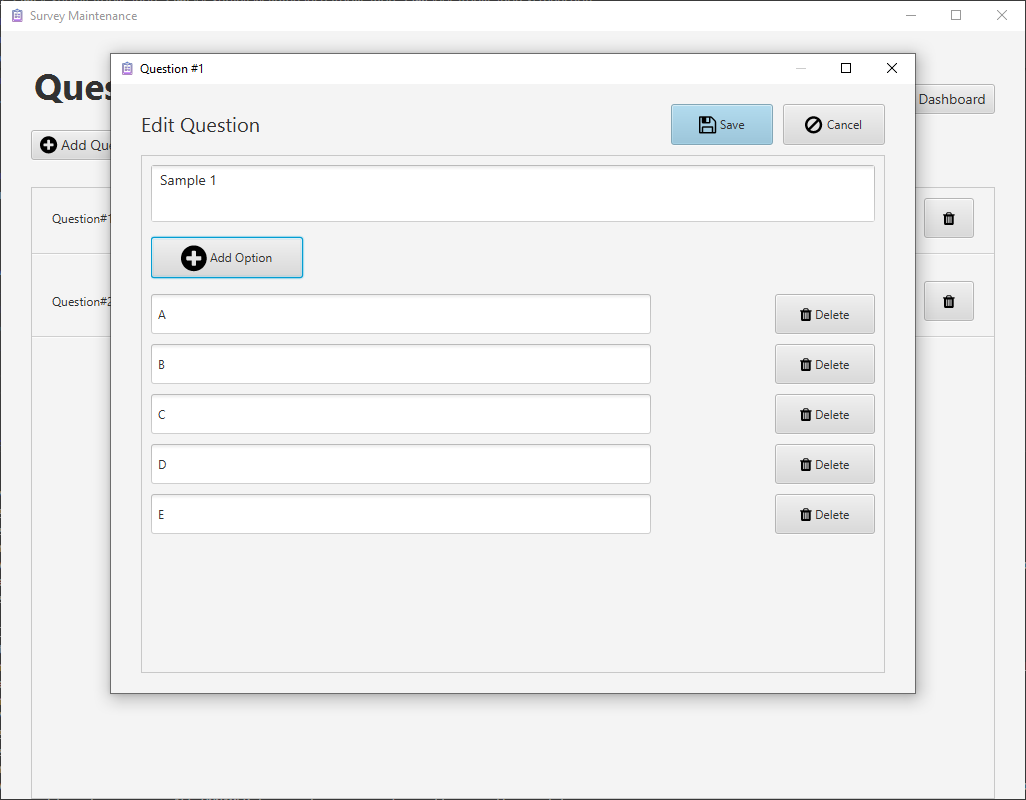 Survey Maintenance
Question #1
Ques
Dashboard
Edit Question
Save
Cancel
Add Qu
Sample 1
Question#1
Add Option
Question#2
A
Delete
B
Delete
C
Delete
D
Delete
E
Delete